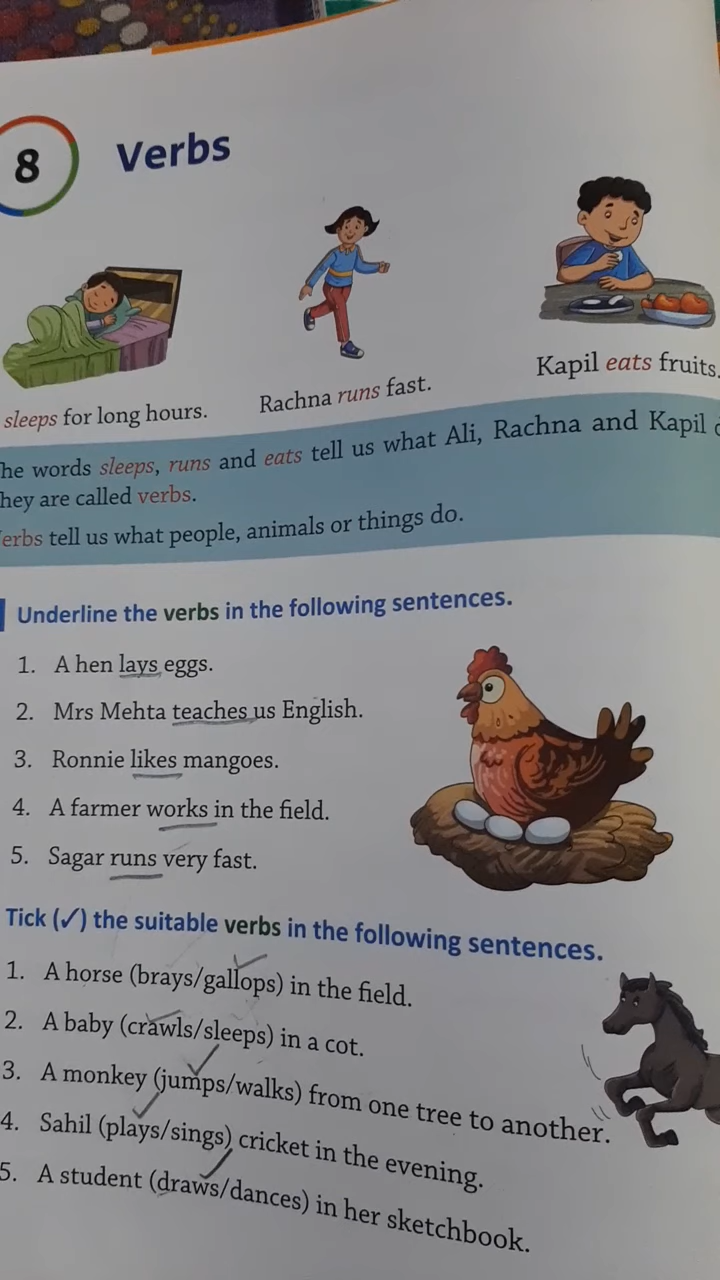 8 Verbs
sleeps for long hours.
Rachna runs fast.
Kapil eats fruits.
he words sleeps, runs and eats tell us what Ali, Rachna and Kapil
hey are called verbs.
erbs tell us what people, animals or things do.
Underline the verbs in the following sentences.
1. A hen lays eggs.
2. Mrs Mehta teaches us English.
3. Ronnie likes mangoes.
4. A farmer works in the field.
5. Sagar runs very fast.
Tick (✓) the suitable verbs in the following sentences.
1. A horse (brays/gallops) in the field.
2. A baby (crawls/sleeps) in a cot.
3. A monkey (jumps/walks) from one tree to another.
4. Sahil (plays/sings) cricket in the evening.
5. A student (draws/dances) in her sketchbook.